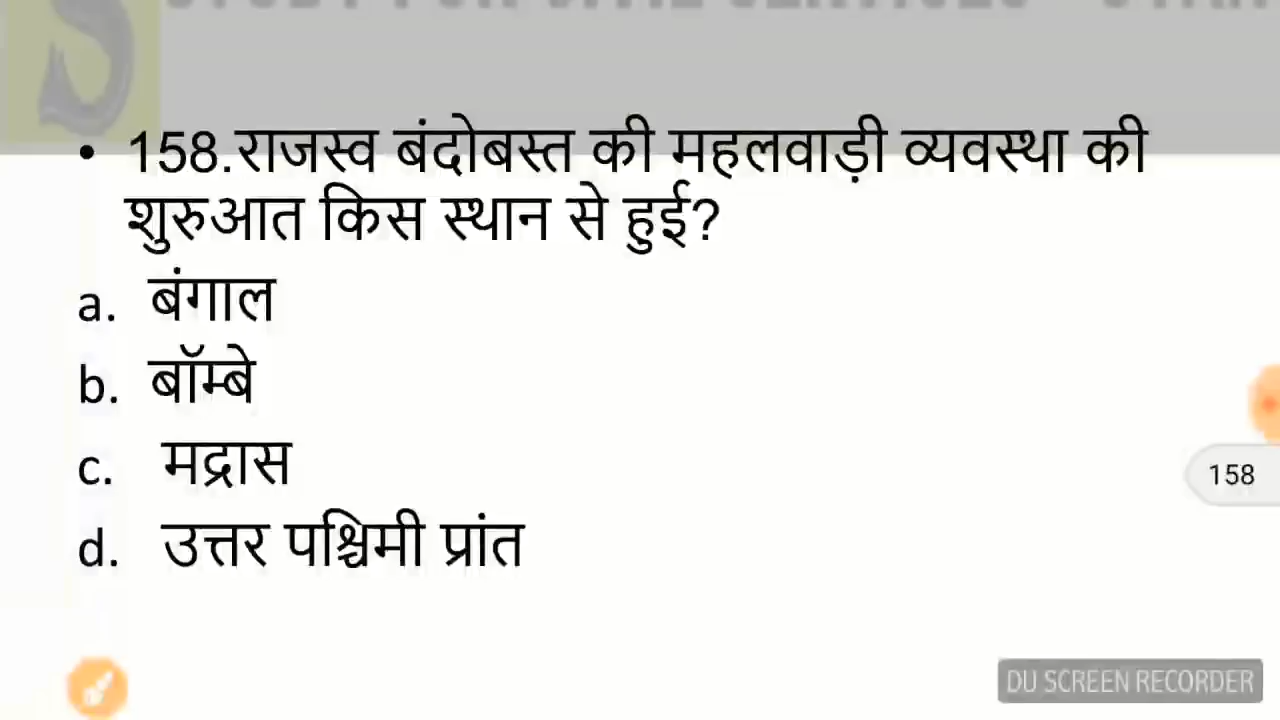 • 158.राजस्व बंदोबस्त की महलवाड़ी व्यवस्था की
शुरुआत किस स्थान से हुई?
a. बंगाल
b. बॉम्बे
c. मद्रास
158
d. उत्तर पश्चिमी प्रांत
DU SCREEN RECORDER